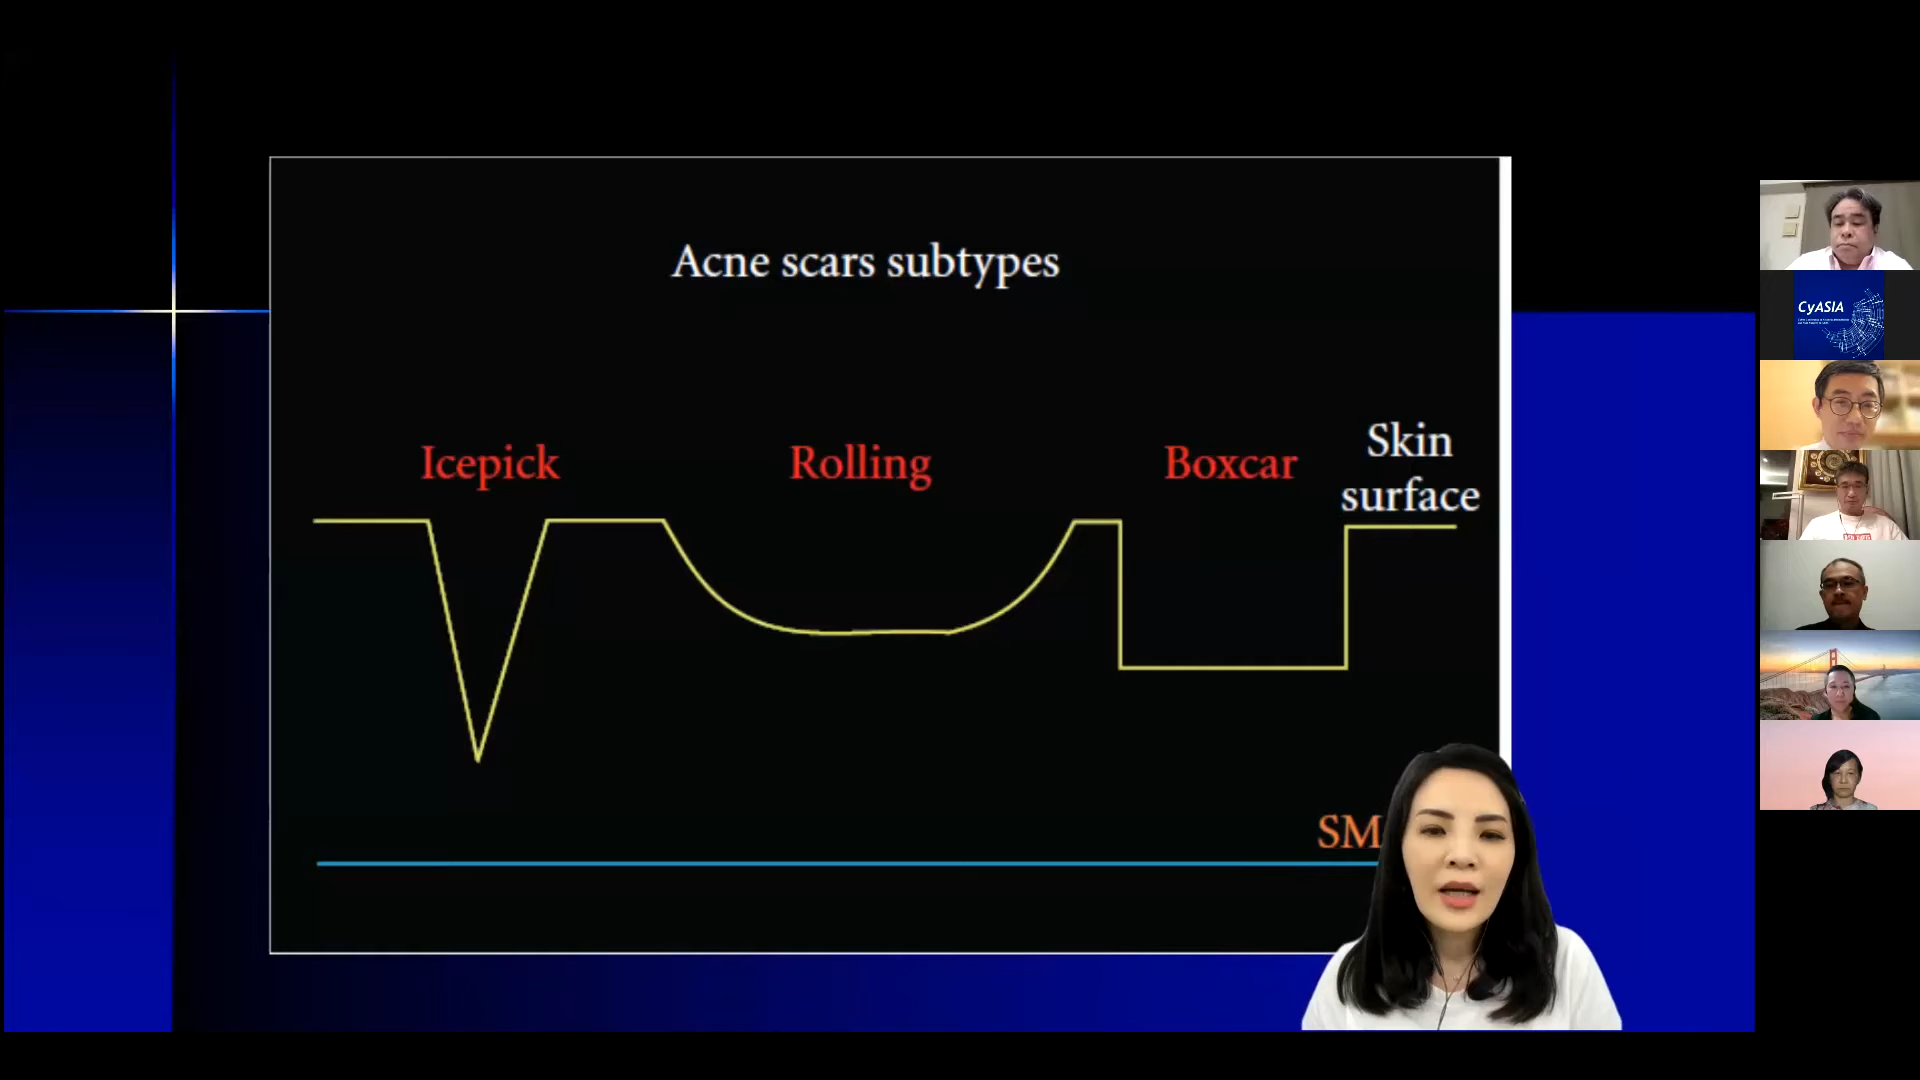 Acne scars subtypes
Icepick
Rolling
Boxcar
Skin
surface
SM
CyASIA